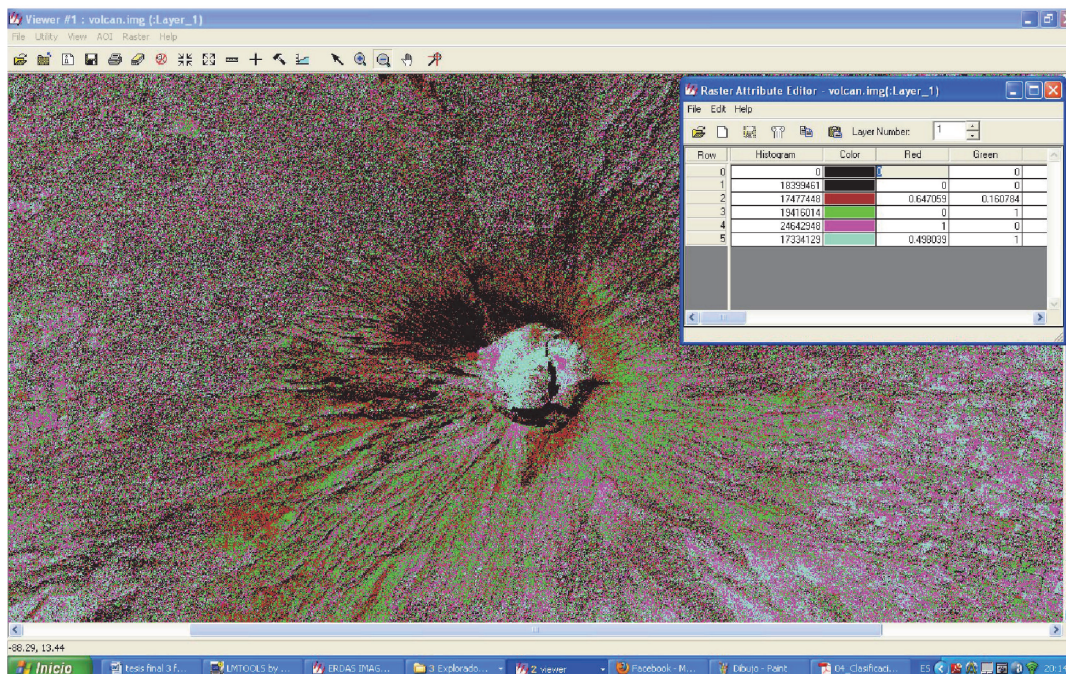 Viewer #1 : volcan.img (:Layer_1)
File Utility View AOI Raster Help
Raster Attribute Editor - volcan.img(:Layer_1)
File Edit Help
Layer Number: 1
Row Histogram Color Red Green
0 0 0 0
1 18399461 0 0
2 17477448 0.647059 0.160784
3 19416014 0 1
4 24642948 1 0
5 17334129 0.498039 1
-88.29, 13.44
Inicio tesis final 3 f... LMTOOLS by ... ERDAS IMAG... 3 Explorado... 2 viewer Facebook - M... Dibujo - Paint 04_Clasificaci... ES 20:14